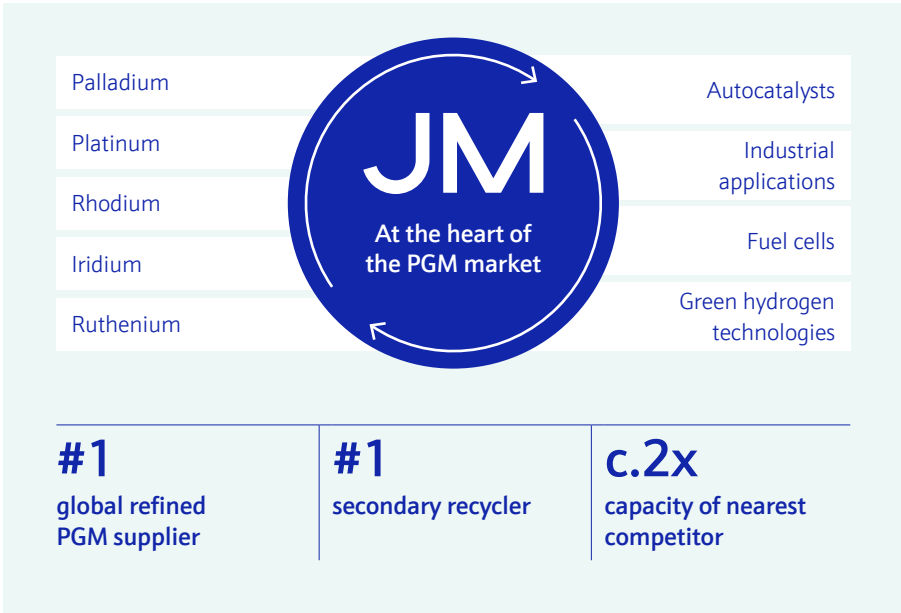 Palladium
Platinum
Rhodium
Iridium
Ruthenium
JM
At the heart of
the PGM market
Autocatalysts
Industrial
applications
Fuel cells
Green hydrogen
technologies
#1
global refined
PGM supplier
#1
secondary recycler
c.2x
capacity of nearest
competitor